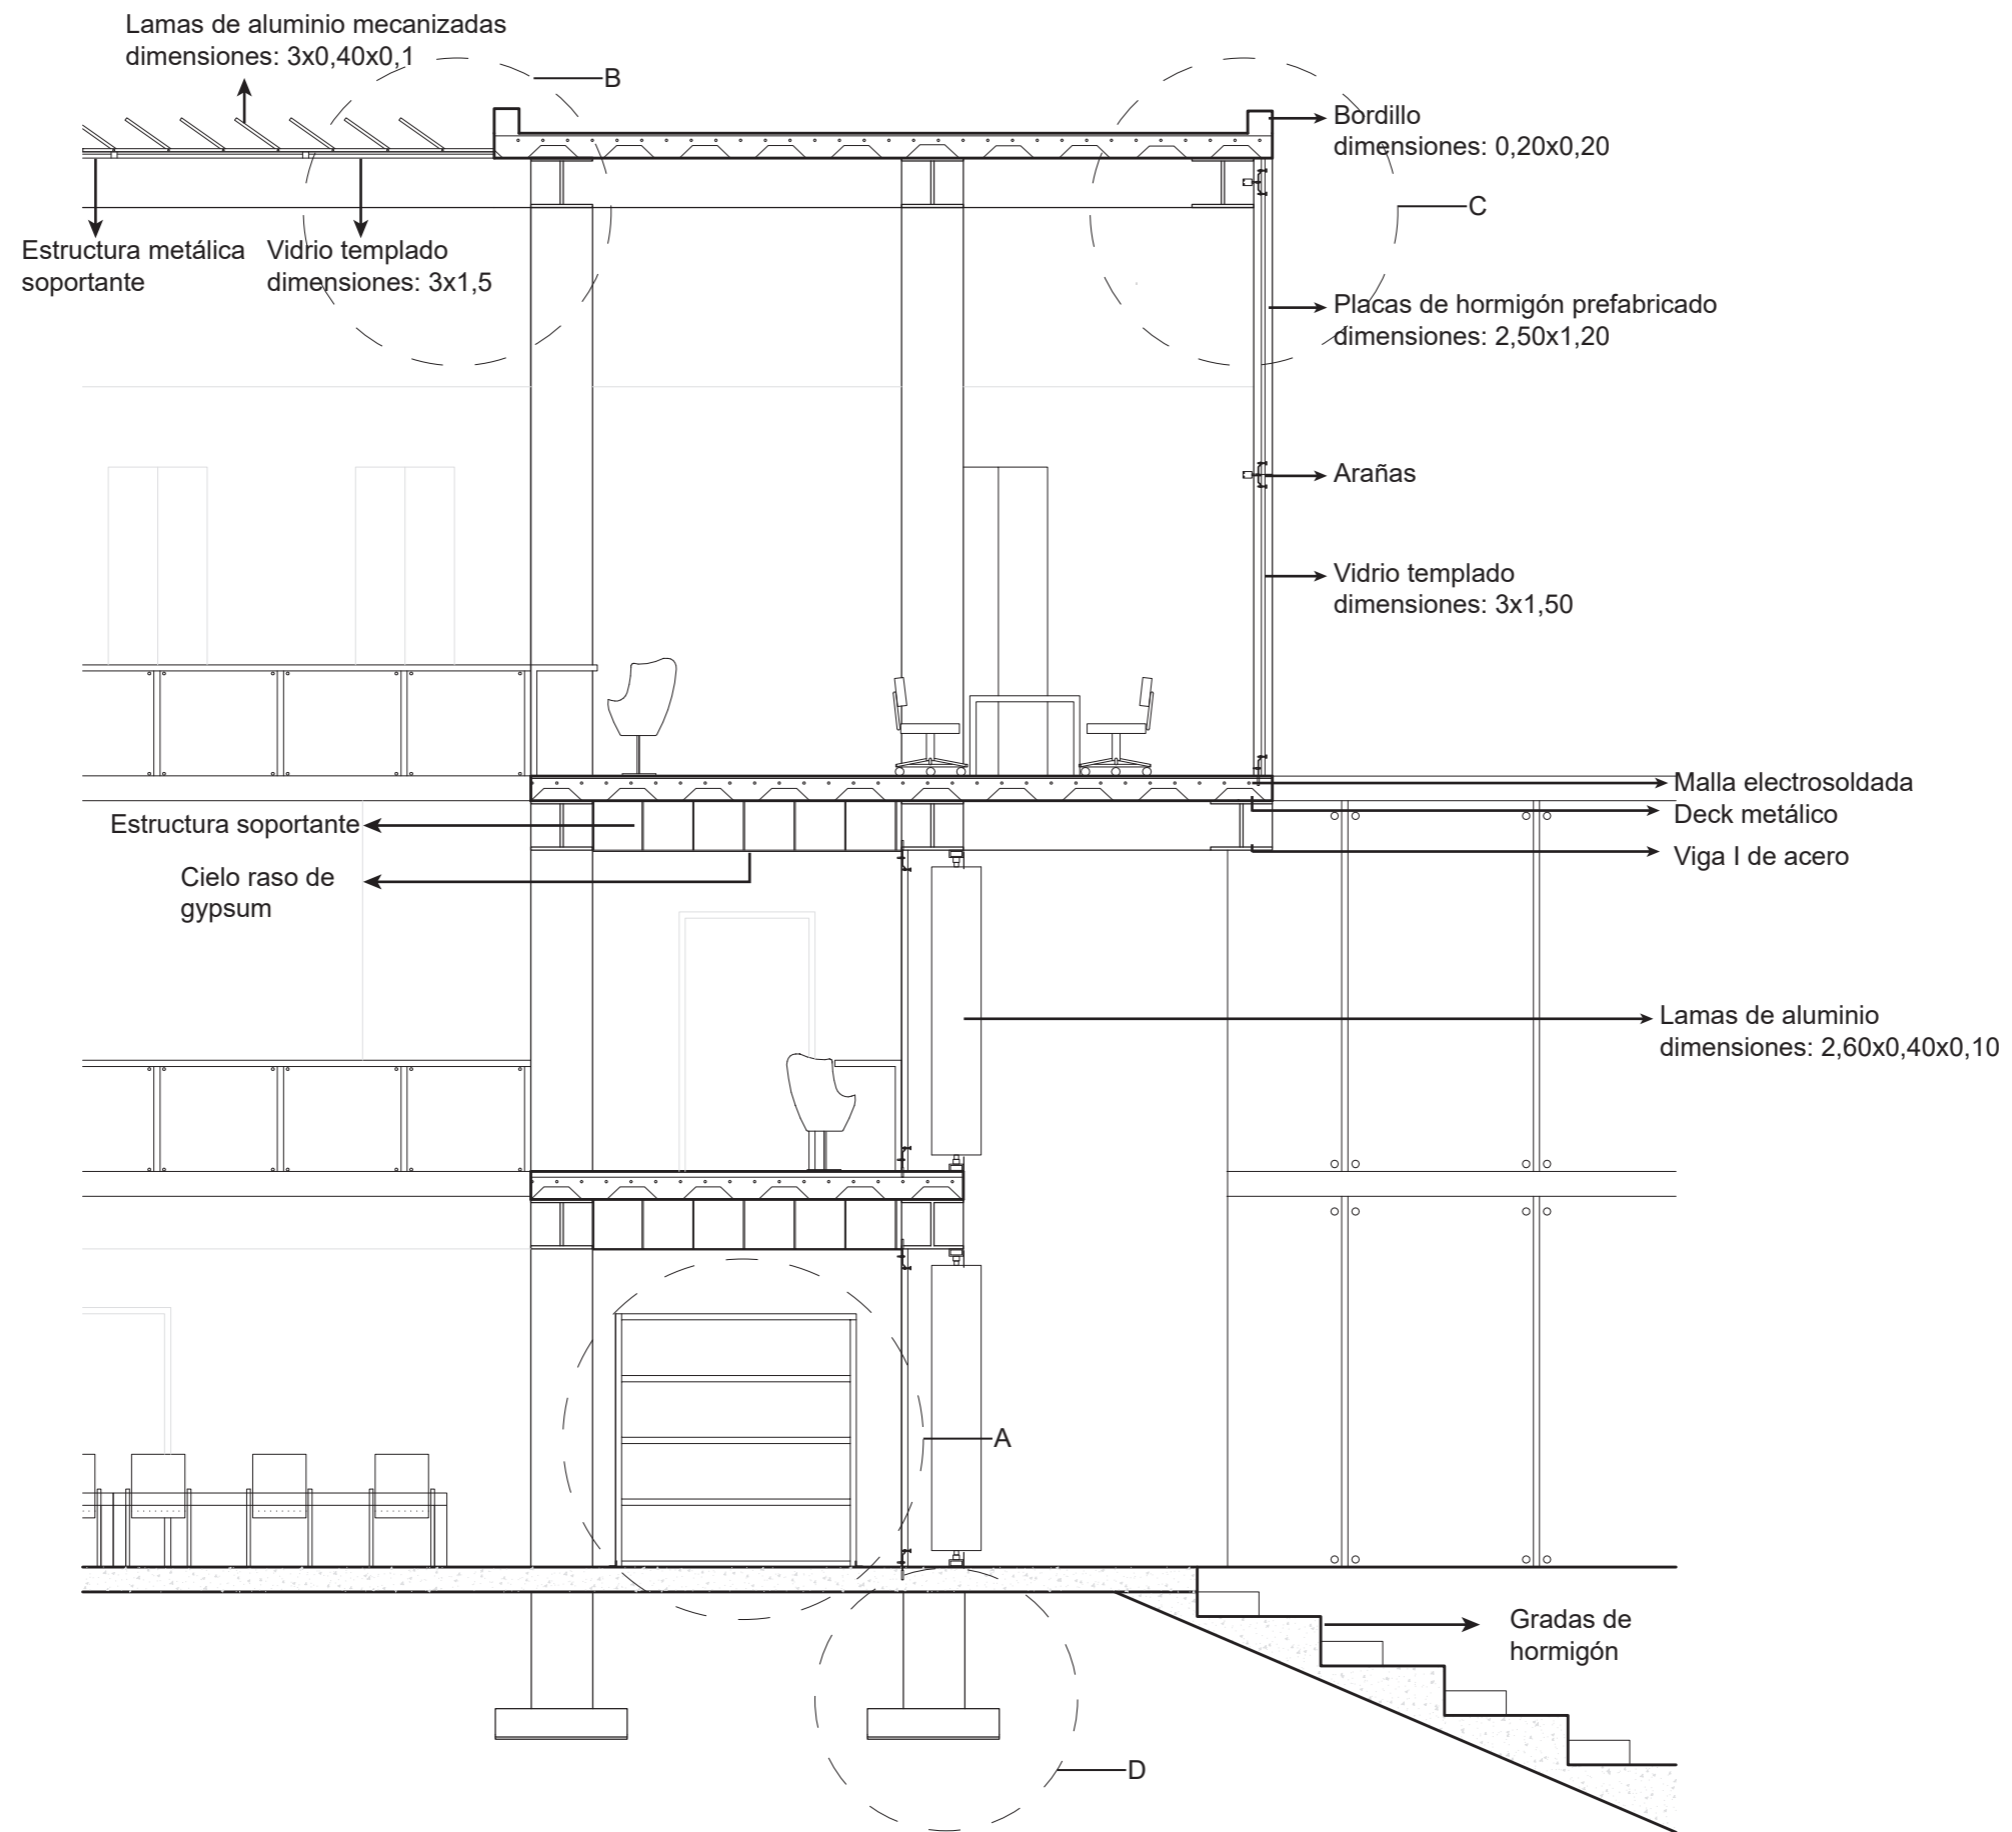 Lamas de aluminio mecanizadas
dimensiones: 3x0,40x0,1
B
Bordillo
dimensiones: 0,20x0,20
C
Estructura metálica
soportante
Vidrio templado
dimensiones: 3x1,5
Placas de hormigón prefabricado
dimensiones: 2,50x1,20
Arañas
Vidrio templado
dimensiones: 3x1,50
Malla electrosoldada
Deck metálico
Viga I de acero
Estructura soportante
Cielo raso de
gypsum
Lamas de aluminio
dimensiones: 2,60x0,40x0,10
A
Gradas de
hormigón
D